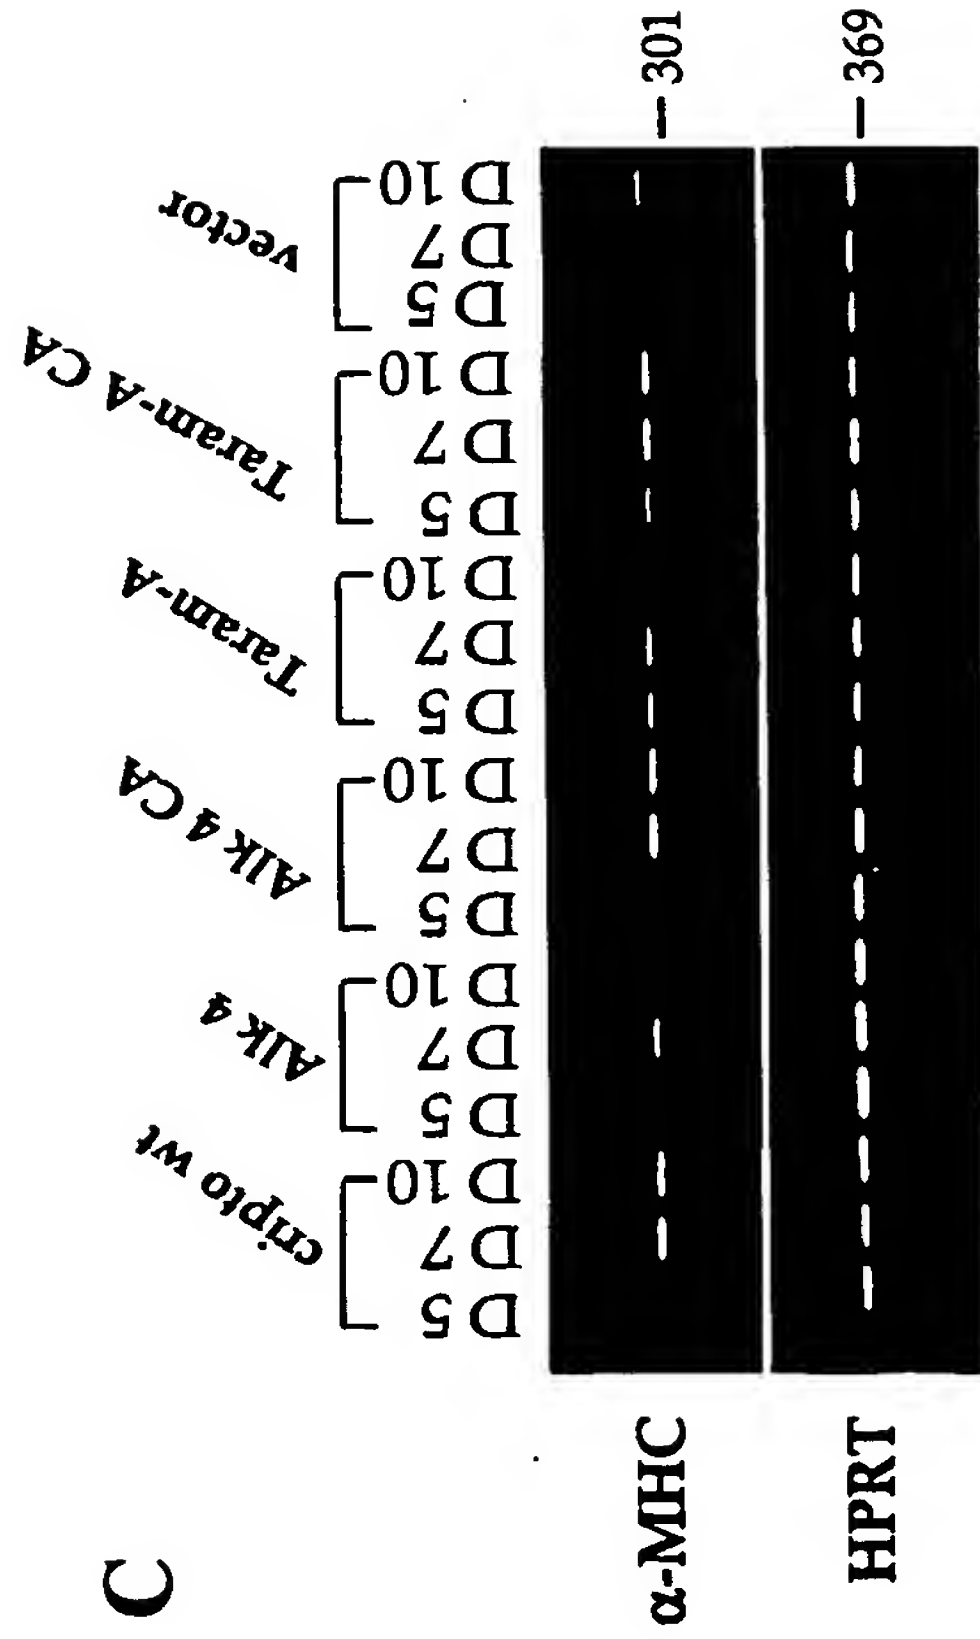 C
cripto wt
Alk 4
Alk 4 CA
Taram-A
Taram-A CA
vector
D 5 D 7 D 10 D 5 D 7 D 10 D 5 D 7 D 10 D 5 D 7 D 10 D 5 D 7 D 10 D 5 D 7 D 10
α-MHC –301
HPRT –369